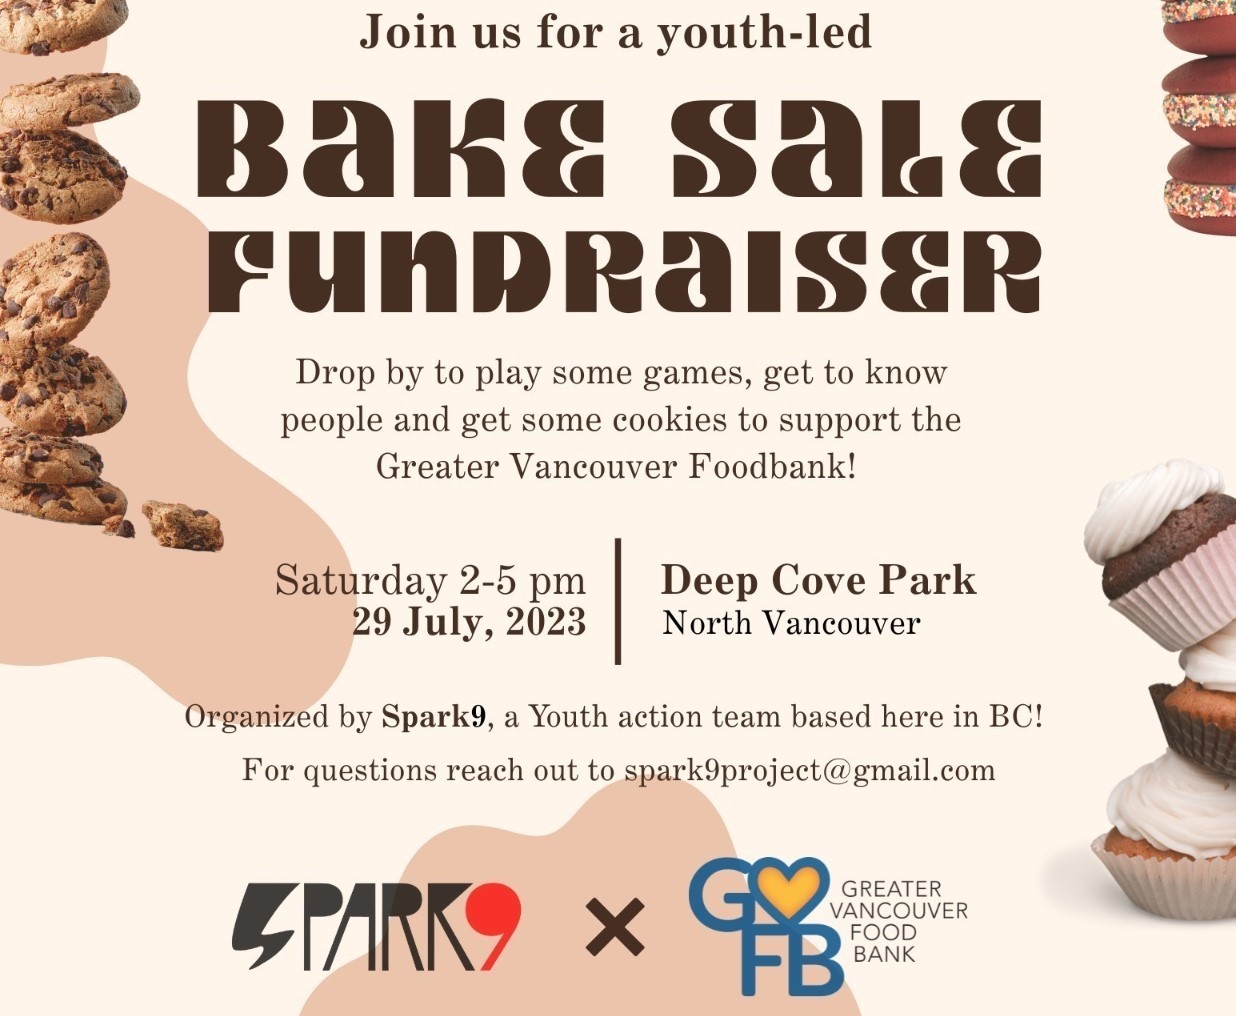 Join us for a youth-led
BAKE SALE
FUNDRAISER
Drop by to play some games, get to know
people and get some cookies to support the
Greater Vancouver Foodbank!
Saturday 2-5 pm
29 July, 2023
Deep Cove Park
North Vancouver
Organized by Spark9, a Youth action team based here in BC!
For questions reach out to spark9project@gmail.com
SPARK9
×
G
FB
GREATER
VANCOUVER
FOOD
BANK